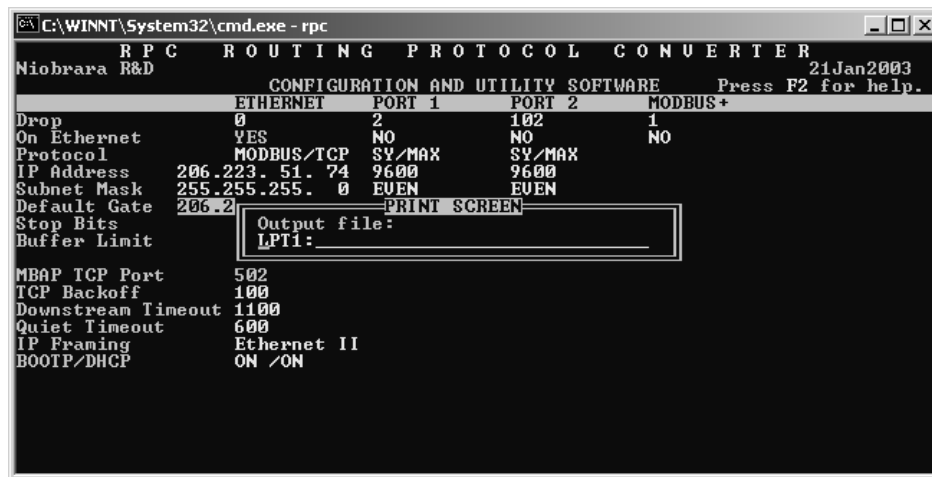 C:\WINNT\System32\cmd.exe - rpc
R P C   R O U T I N G   P R O T O C O L   C O N V E R T E R
Niobrara R&D 21Jan2003
CONFIGURATION AND UTILITY SOFTWARE Press F2 for help.
ETHERNET PORT 1 PORT 2 MODBUS+
Drop 0 2 102 1
On Ethernet YES NO NO NO
Protocol MODBUS/TCP SY/MAX SY/MAX
IP Address 206.223. 51. 74 9600 9600
Subnet Mask 255.255.255.  0 EVEN EVEN
Default Gate 206.2 PRINT SCREEN
Stop Bits Output file:
Buffer Limit LPT1:
MBAP TCP Port 502
TCP Backoff 100
Downstream Timeout 1100
Quiet Timeout 600
IP Framing Ethernet II
BOOTP/DHCP ON /ON